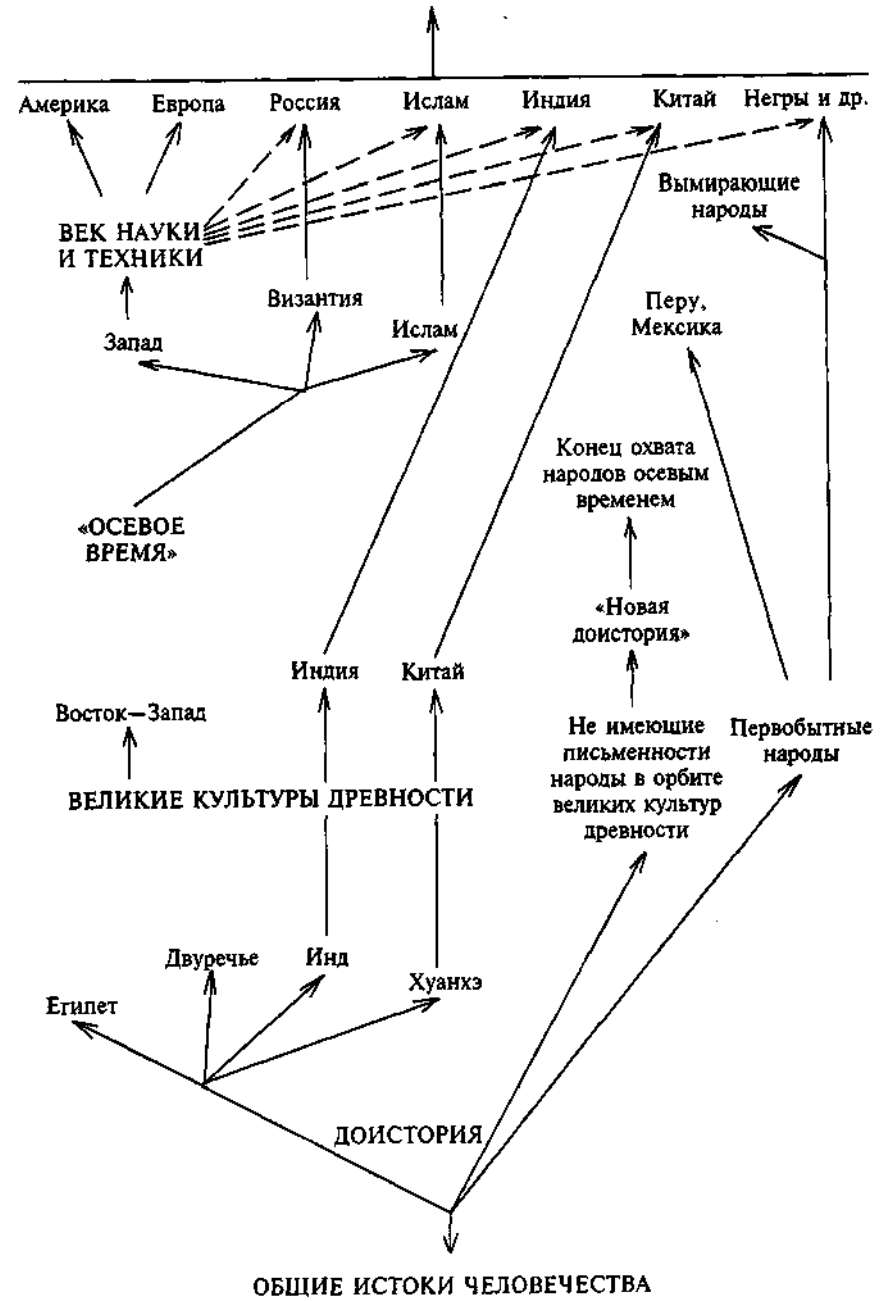 Америка Европа Россия Ислам Индия Китай Негры и др.
Вымирающие
народы
ВЕК НАУКИ
И ТЕХНИКИ
Византия
Перу,
Мексика
Запад
Ислам
Конец охвата
народов осевым
временем
«ОСЕВОЕ
ВРЕМЯ»
«Новая
доистория»
Индия
Китай
Восток—Запад
Не имеющие
письменности
народы в орбите
великих культур
древности
Первобытные
народы
ВЕЛИКИЕ КУЛЬТУРЫ ДРЕВНОСТИ
Двуречье
Инд
Хуанхэ
Египет
ДОИСТОРИЯ
ОБЩИЕ ИСТОКИ ЧЕЛОВЕЧЕСТВА